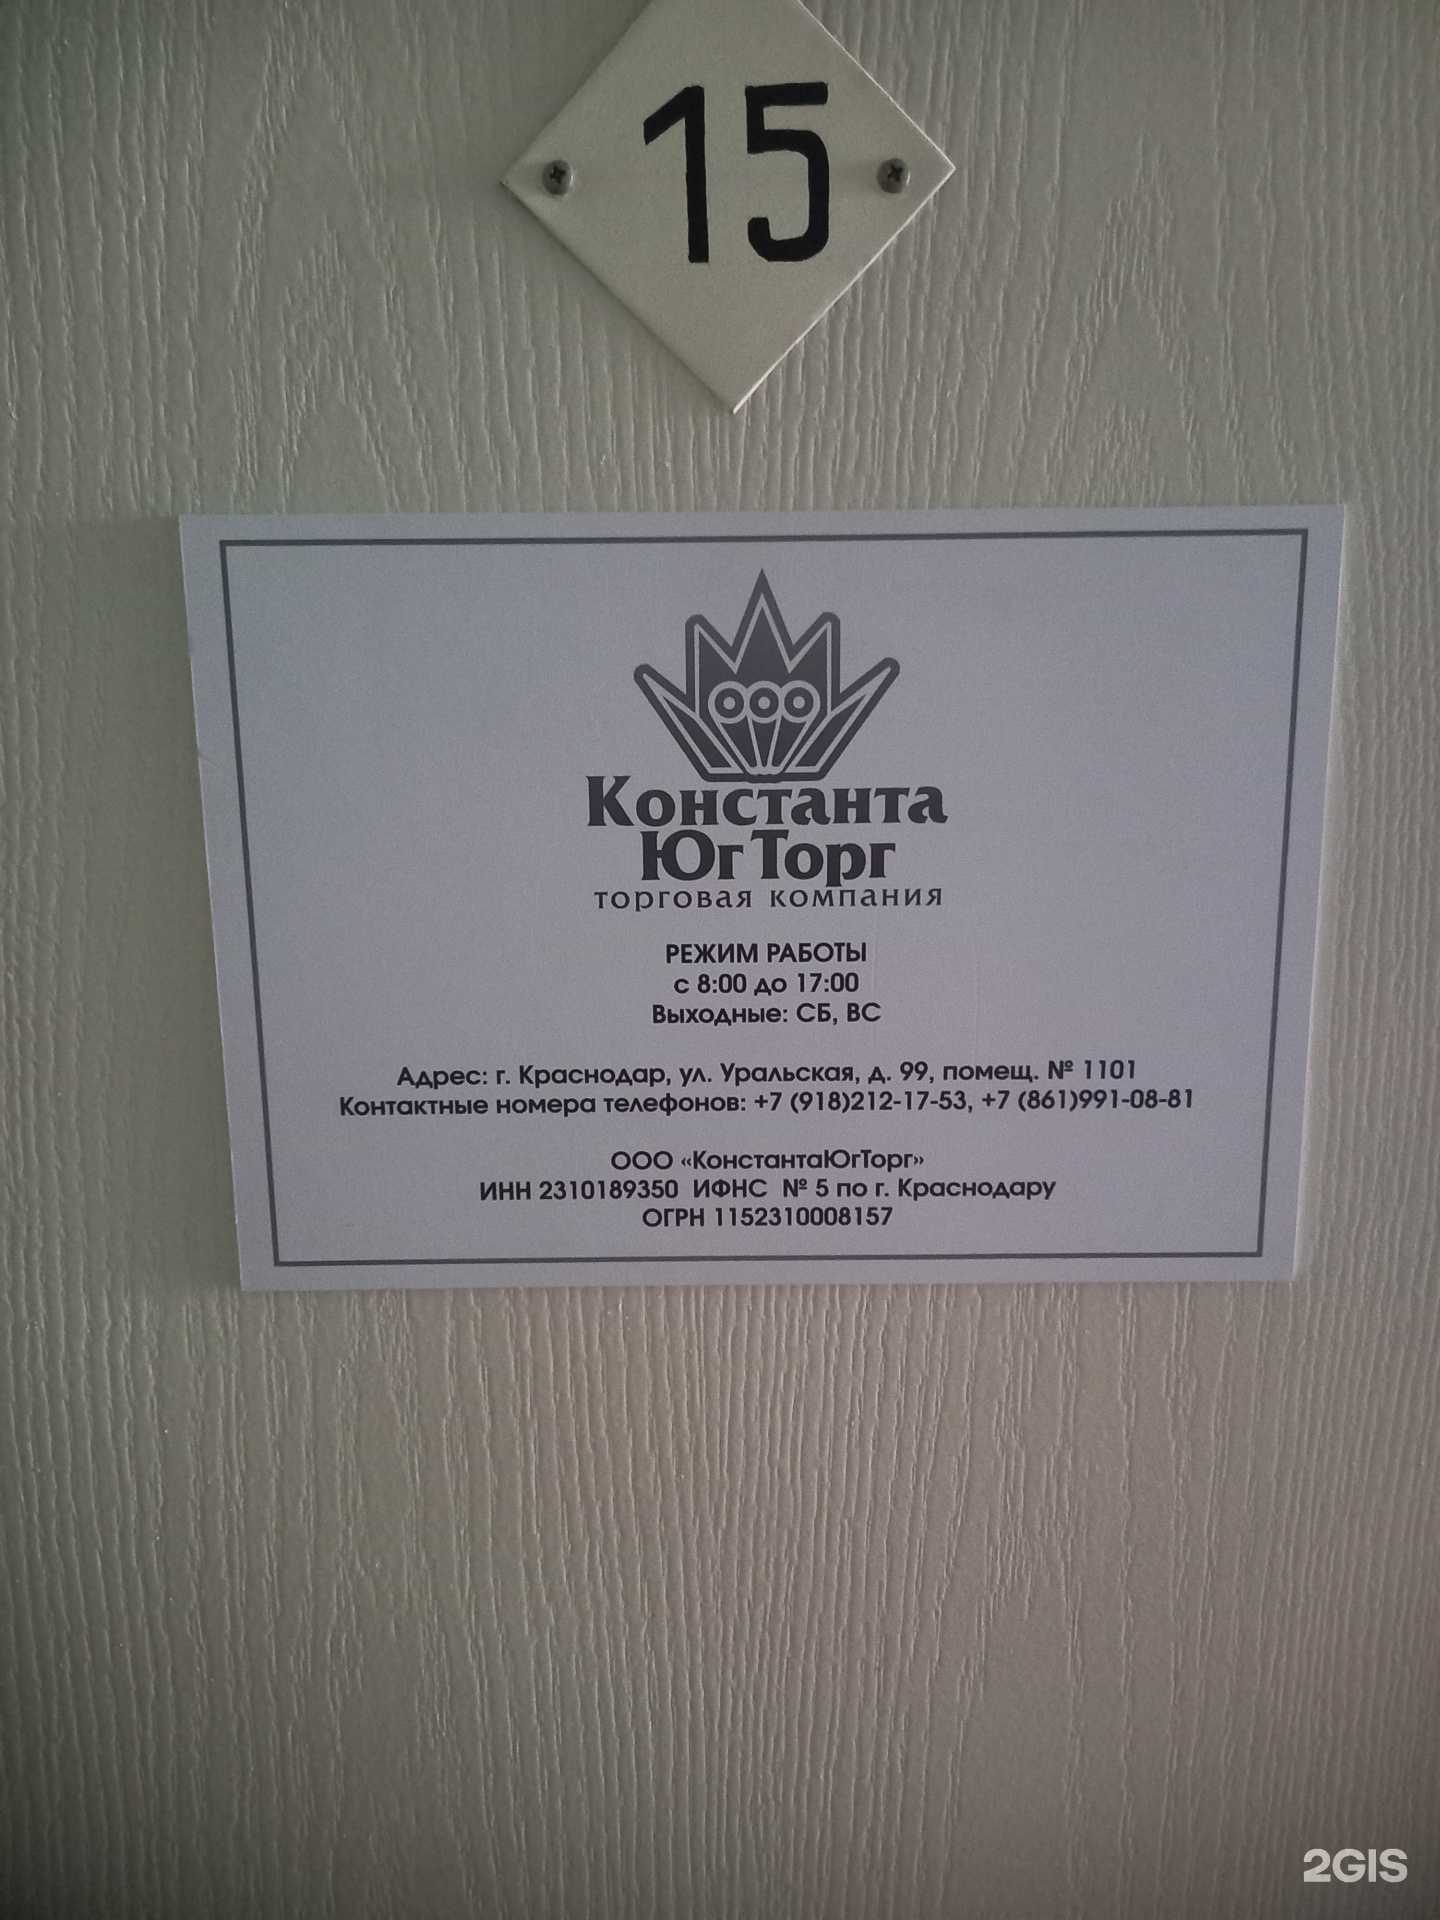 15
ООО
Константа
ЮгТорг
торговая компания
РЕЖИМ РАБОТЫ
с 8:00 до 17:00
Выходные: СБ, ВС
Адрес: г. Краснодар, ул. Уральская, д. 99, помещ. № 1101
Контактные номера телефонов: +7 (918)212-17-53, +7 (861)991-08-81
ООО «КонстантаЮгТорг»
ИНН 2310189350 ИФНС № 5 по г. Краснодару
ОГРН 1152310008157
2GIS